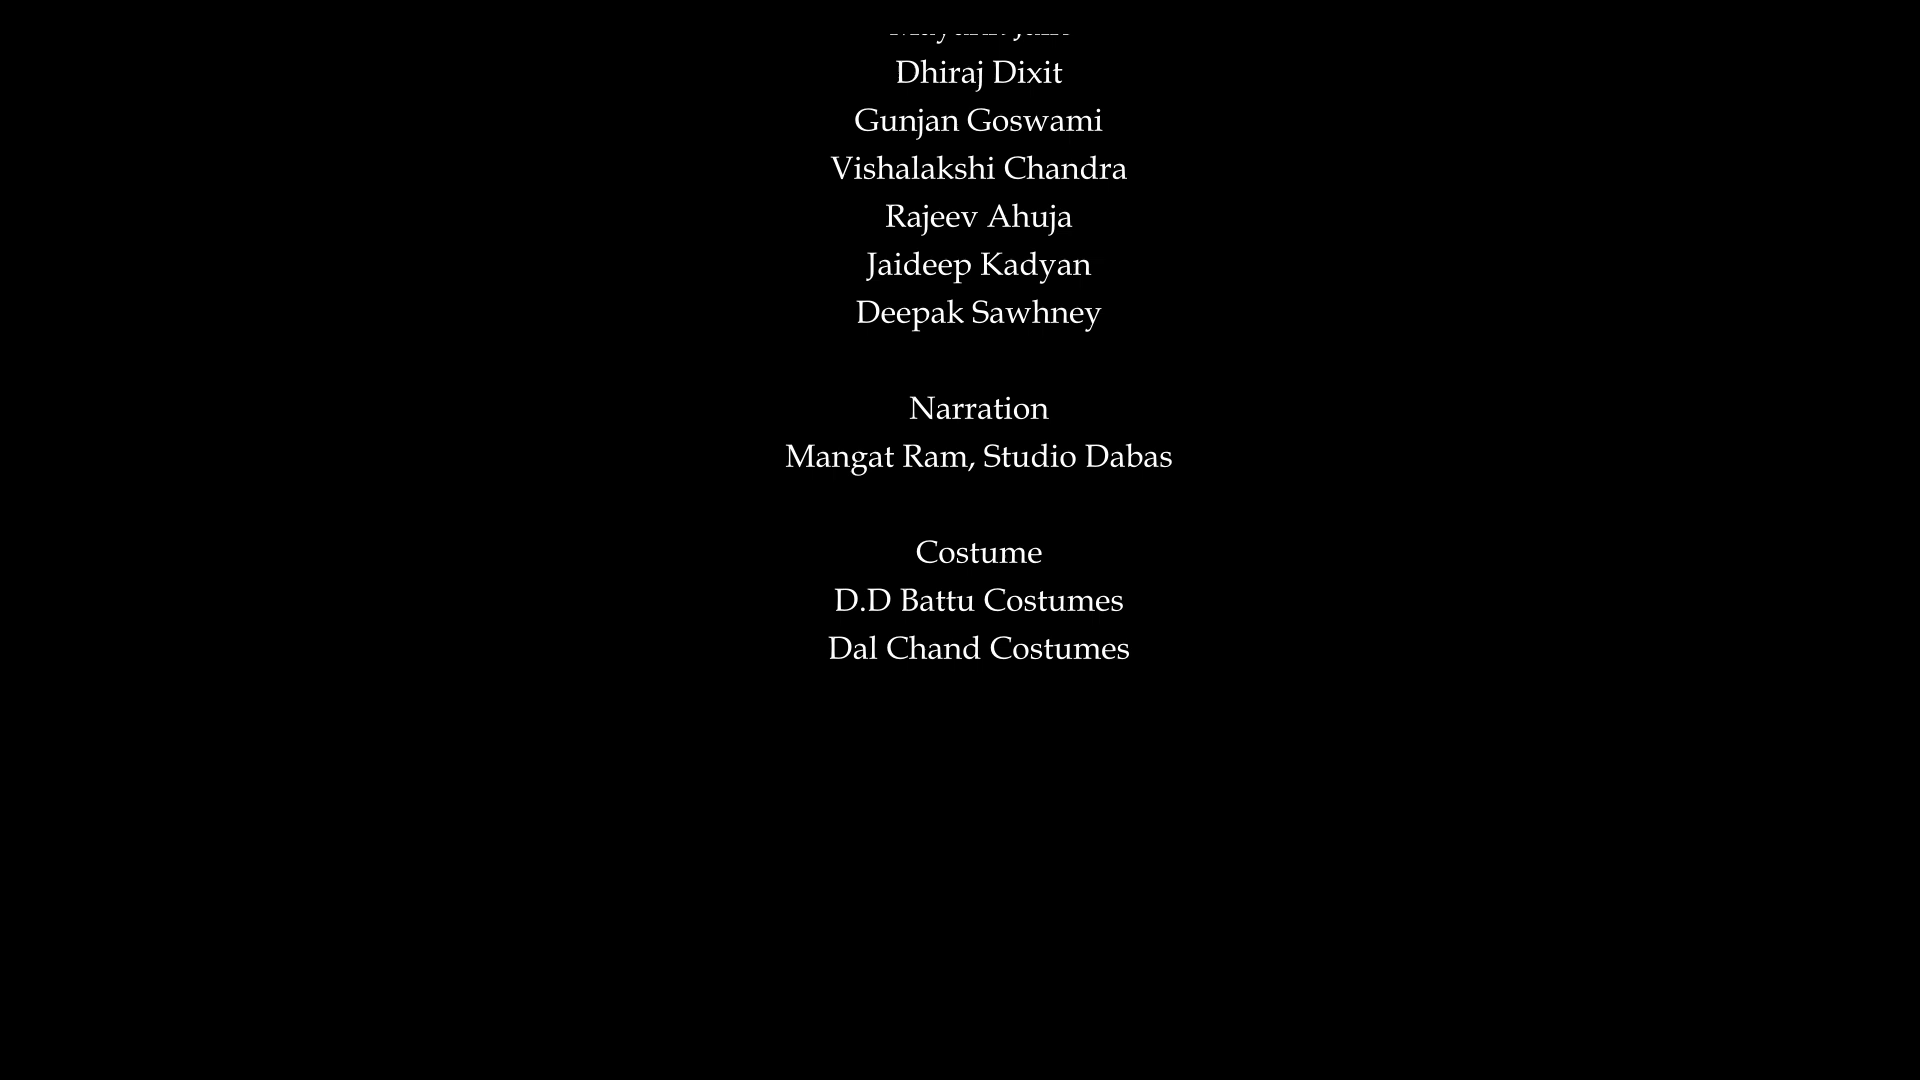 Dhiraj Dixit
Gunjan Goswami
Vishalakshi Chandra
Rajeev Ahuja
Jaideep Kadyan
Deepak Sawhney
Narration
Mangat Ram, Studio Dabas
Costume
D.D Battu Costumes
Dal Chand Costumes